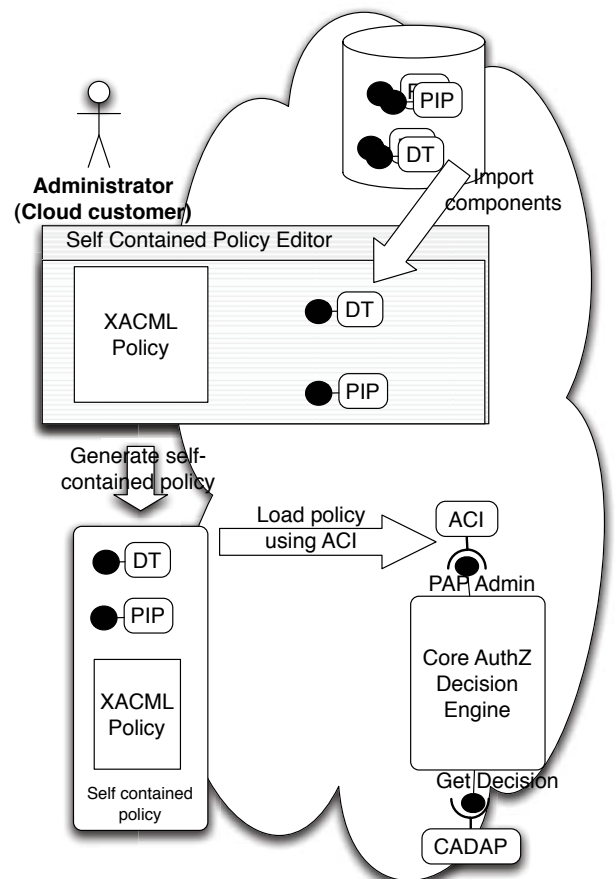 PIP
DT
Import
components
Administrator
(Cloud customer)
Self Contained Policy Editor
XACML
Policy
DT
PIP
Generate self-
contained policy
Load policy
using ACI
ACI
PAP Admin
DT
PIP
XACML
Policy
Self contained
policy
Core AuthZ
Decision
Engine
Get Decision
CADAP